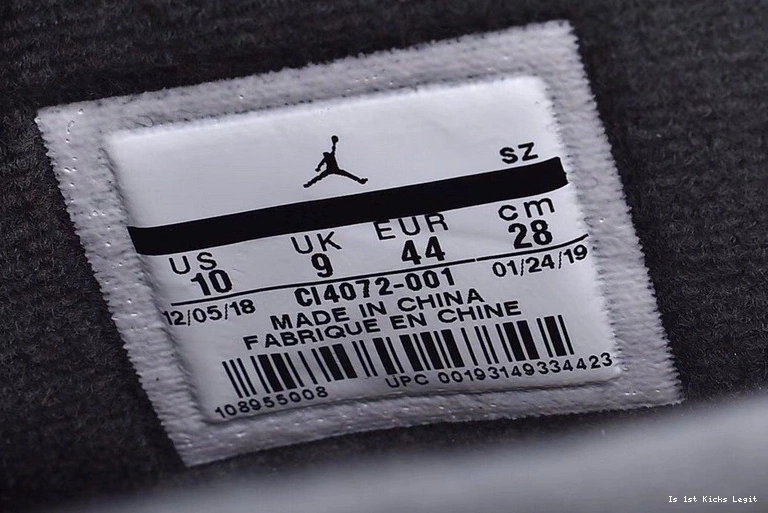 SZ
US UK EUR cm
10 9 44 28
12/05/18 CI4072-001 01/24/19
MADE IN CHINA
FABRIQUE EN CHINE
108955008 UPC 00193149334423
Is 1st Kicks Legit